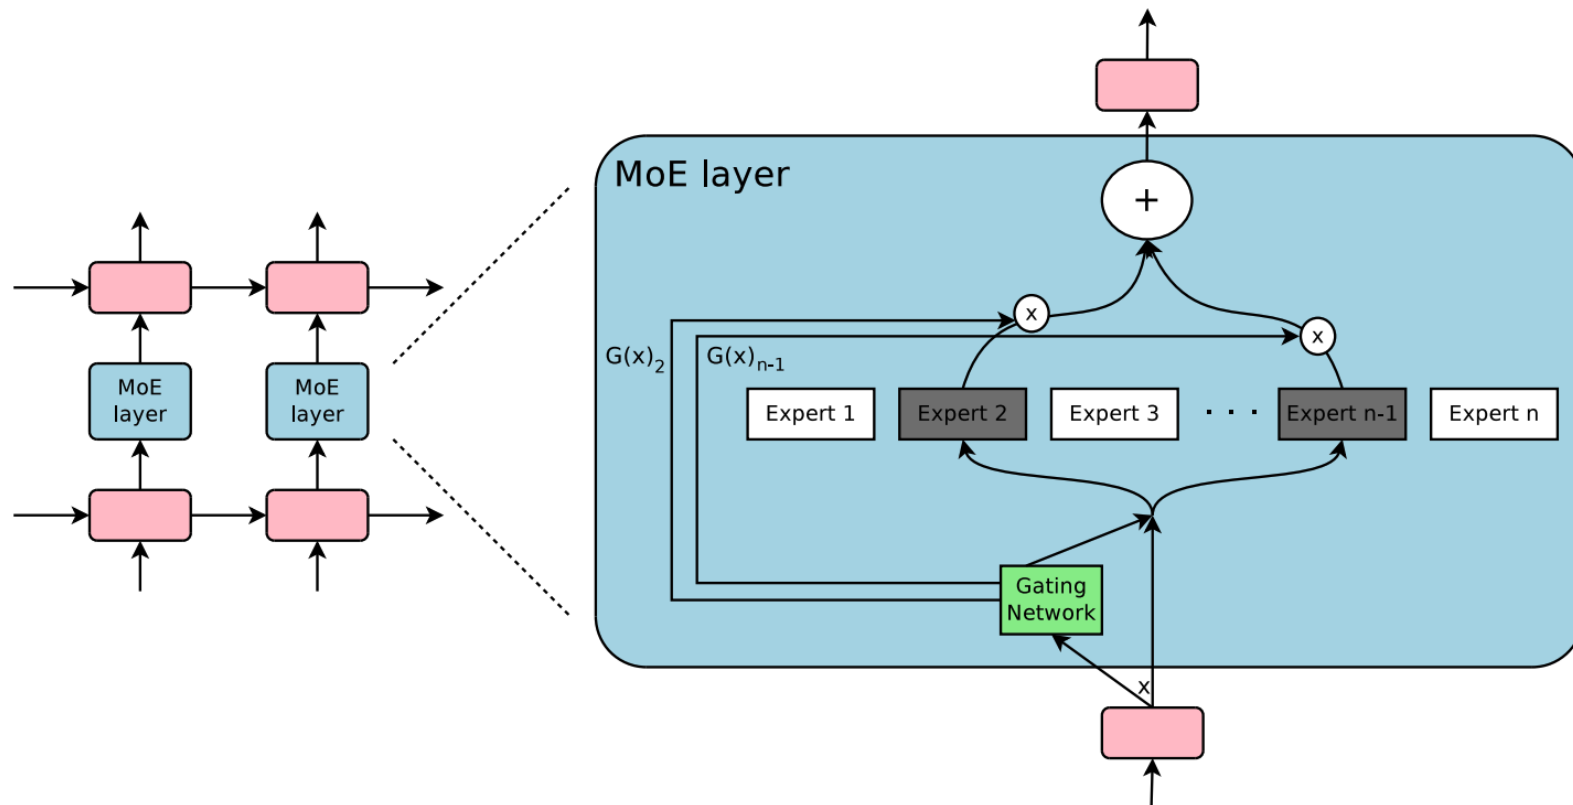 MoE layer
+
x
x
G(x)2
G(x)n-1
MoE
layer
MoE
layer
Expert 1
Expert 2
Expert 3
. . .
Expert n-1
Expert n
Gating
Network
x